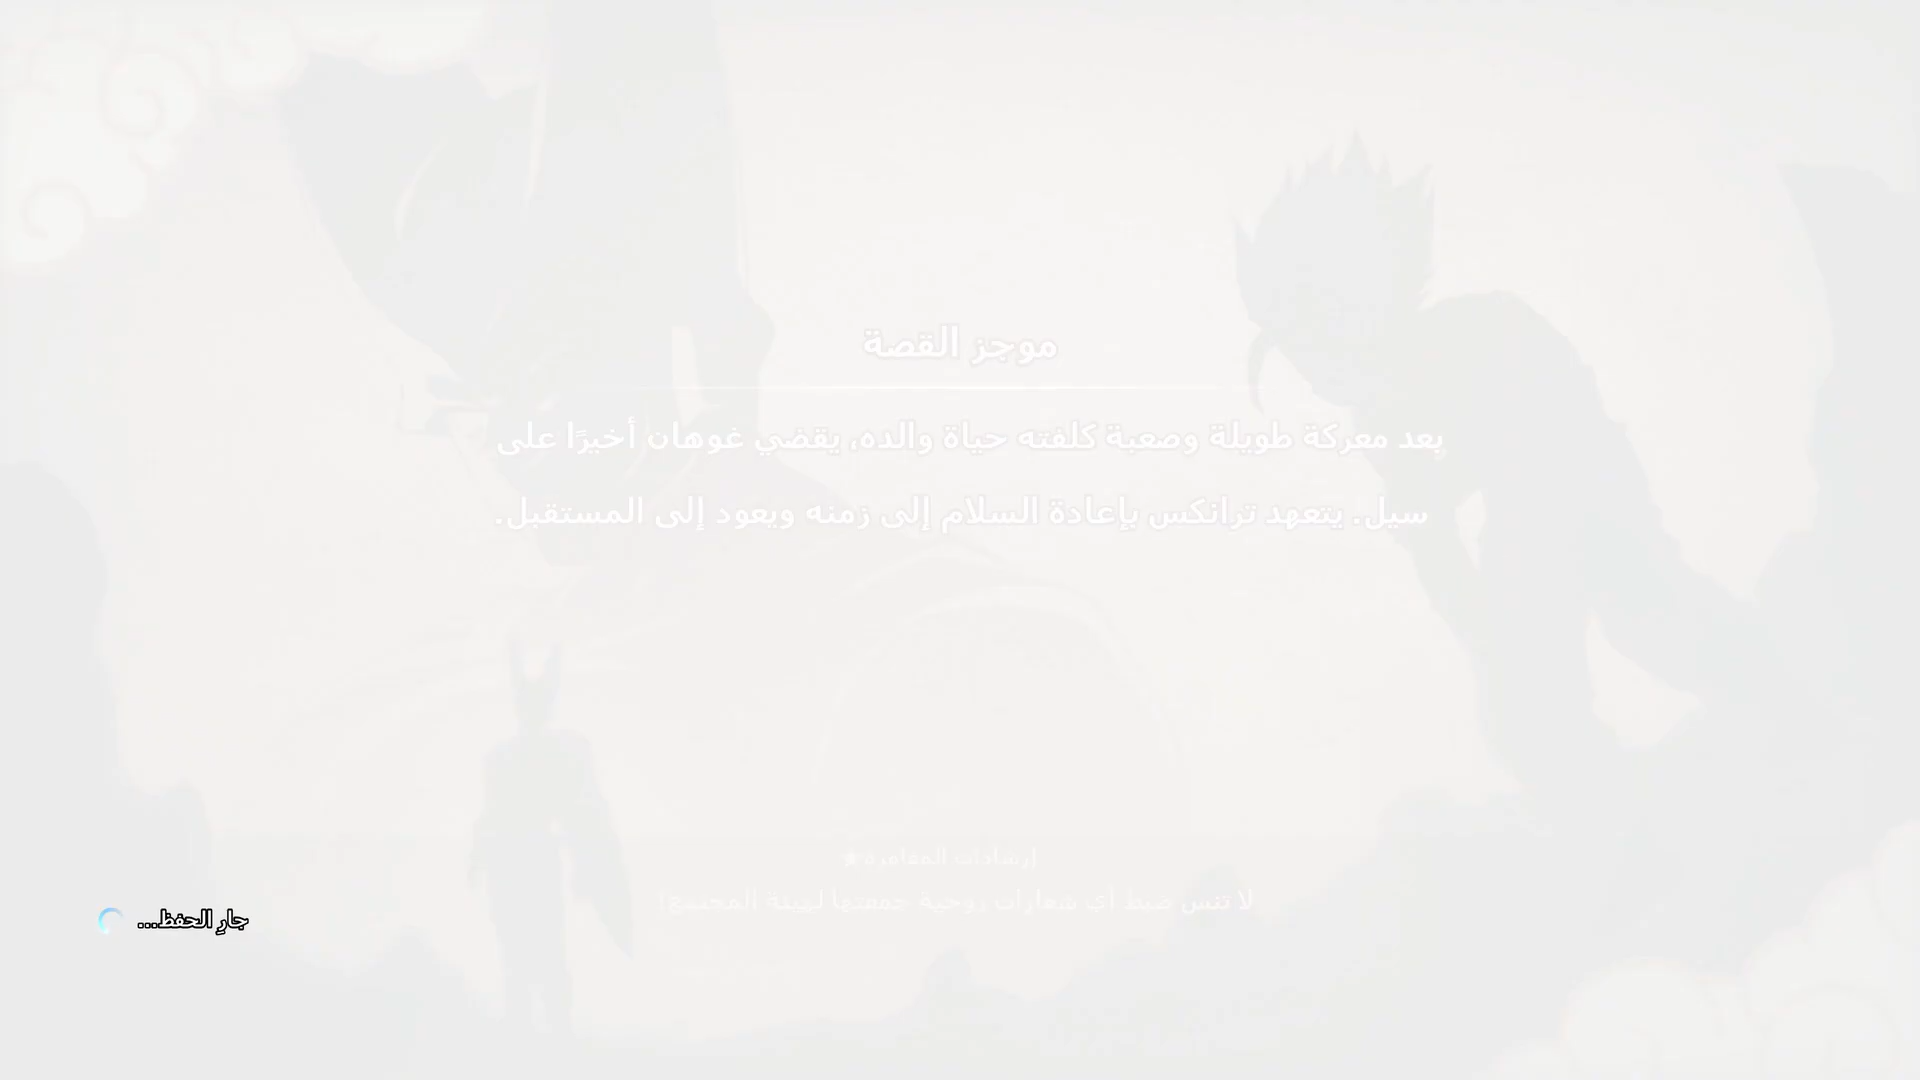 موجز القصة
بعد معركة طويلة وصعبة كلفته حياة والده، يقضي غوهان أخيرًا على
سيل. يتعهد ترانكس بإعادة السلام إلى زمنه ويعود إلى المستقبل.
إرشادات المغامرة ★
لا تنس ضبط أي شعارات روحية جمعتها لهيئة المجتمع!
جارِ الحفظ...